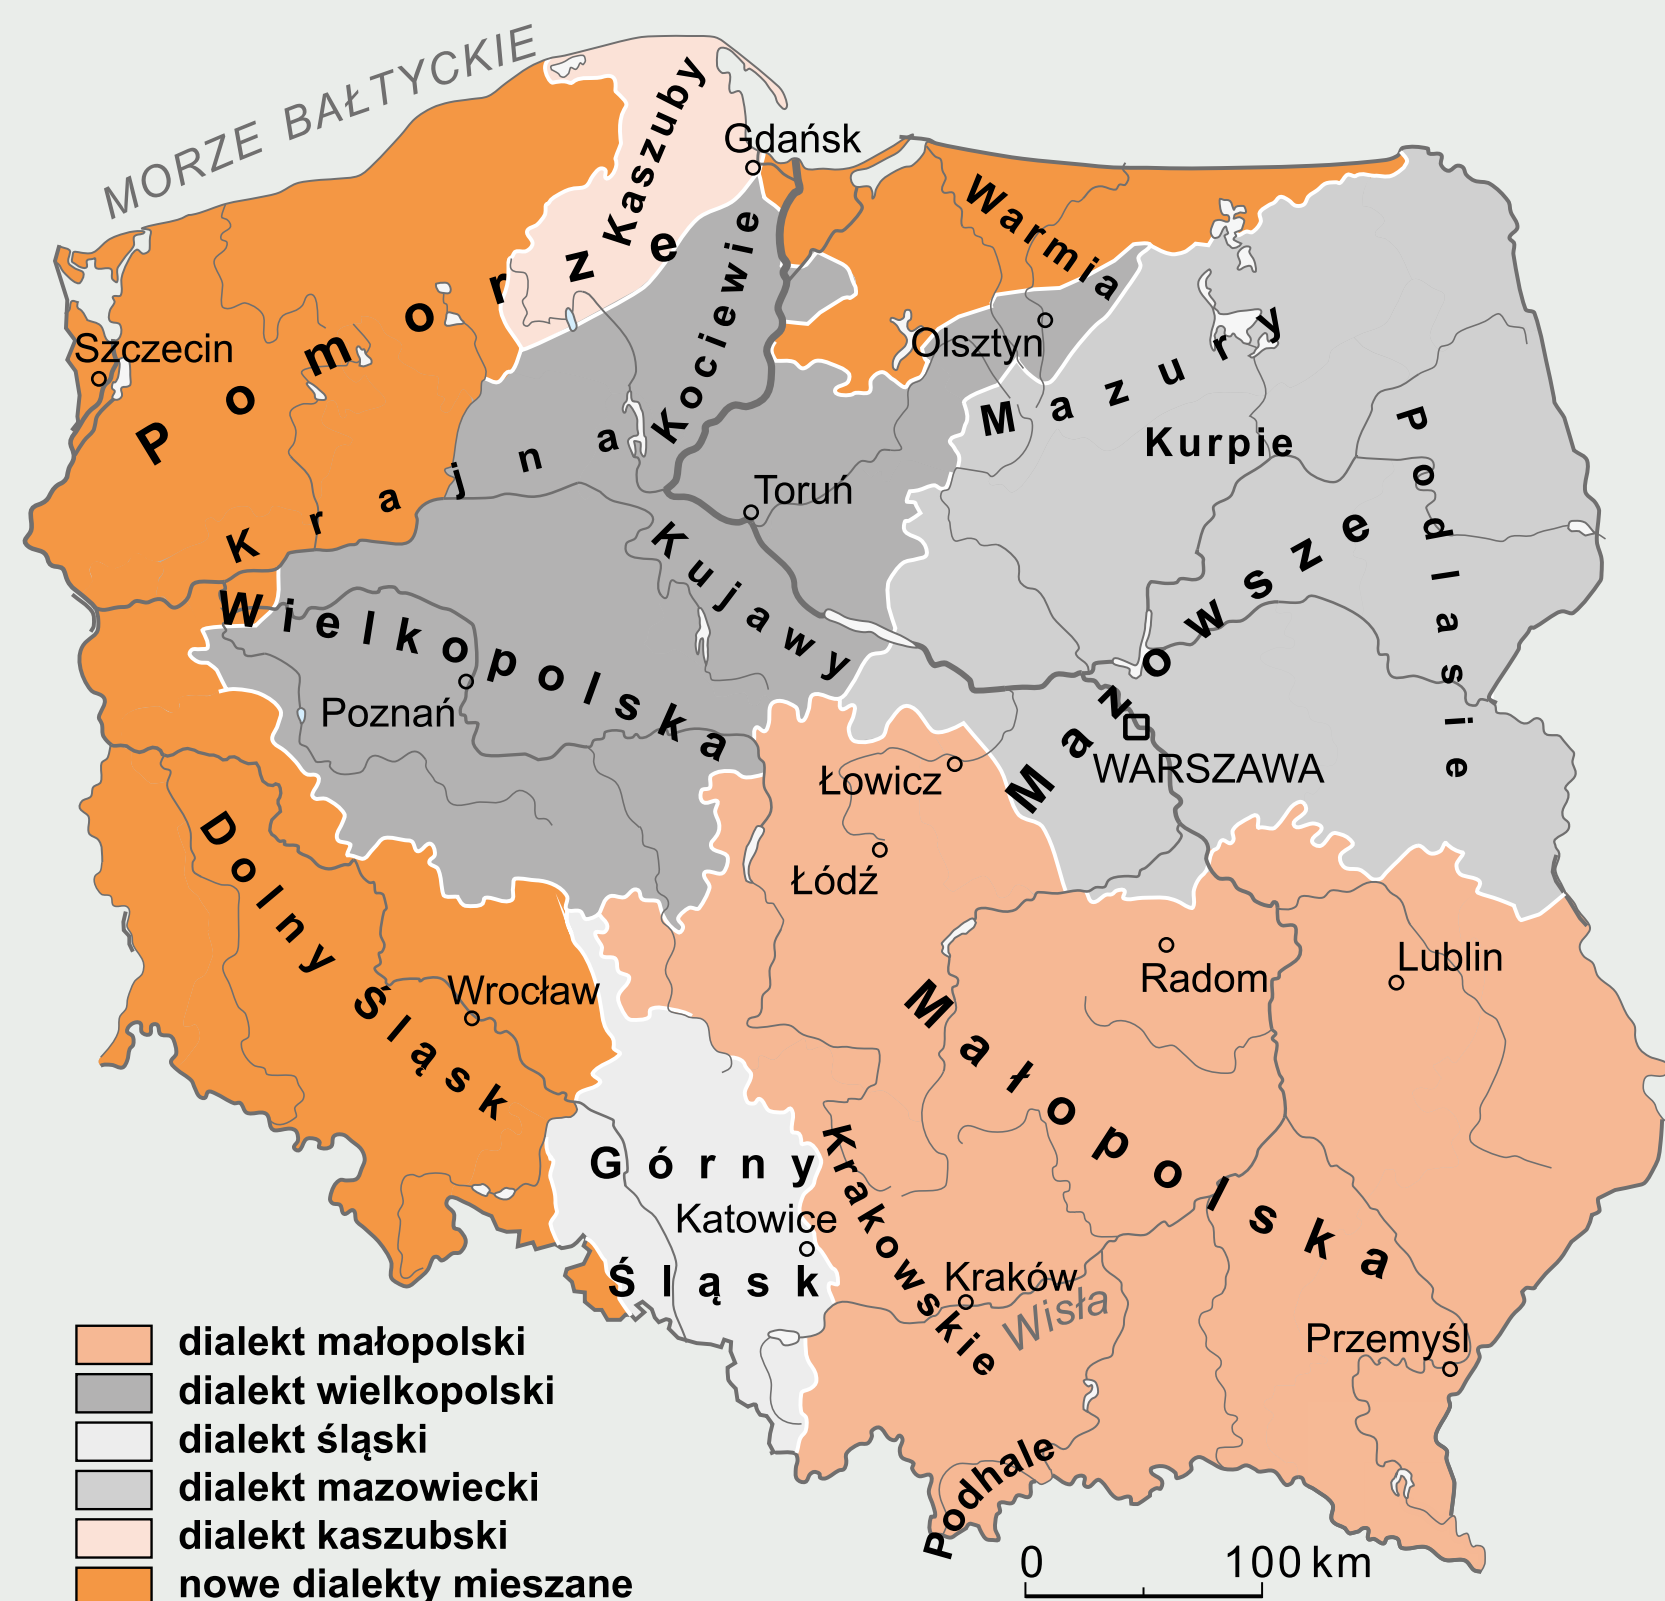 MORZE BAŁTYCKIE
Kaszuby
Gdańsk
Pomorze
Kociewie
Warmia
Szczecin
Olsztyn
Mazury
Kurpie
Podlasie
Krajna
Toruń
Kujawy
Wielkopolska
Poznań
Mazowsze
WARSZAWA
Łowicz
Łódź
Dolny Śląsk
Wrocław
Radom
Lublin
Małopolska
Górny
Katowice
Śląsk
Krakowskie
Kraków
Wisła
Przemyśl
Podhale
dialekt małopolski
dialekt wielkopolski
dialekt śląski
dialekt mazowiecki
dialekt kaszubski
nowe dialekty mieszane
0 100 km